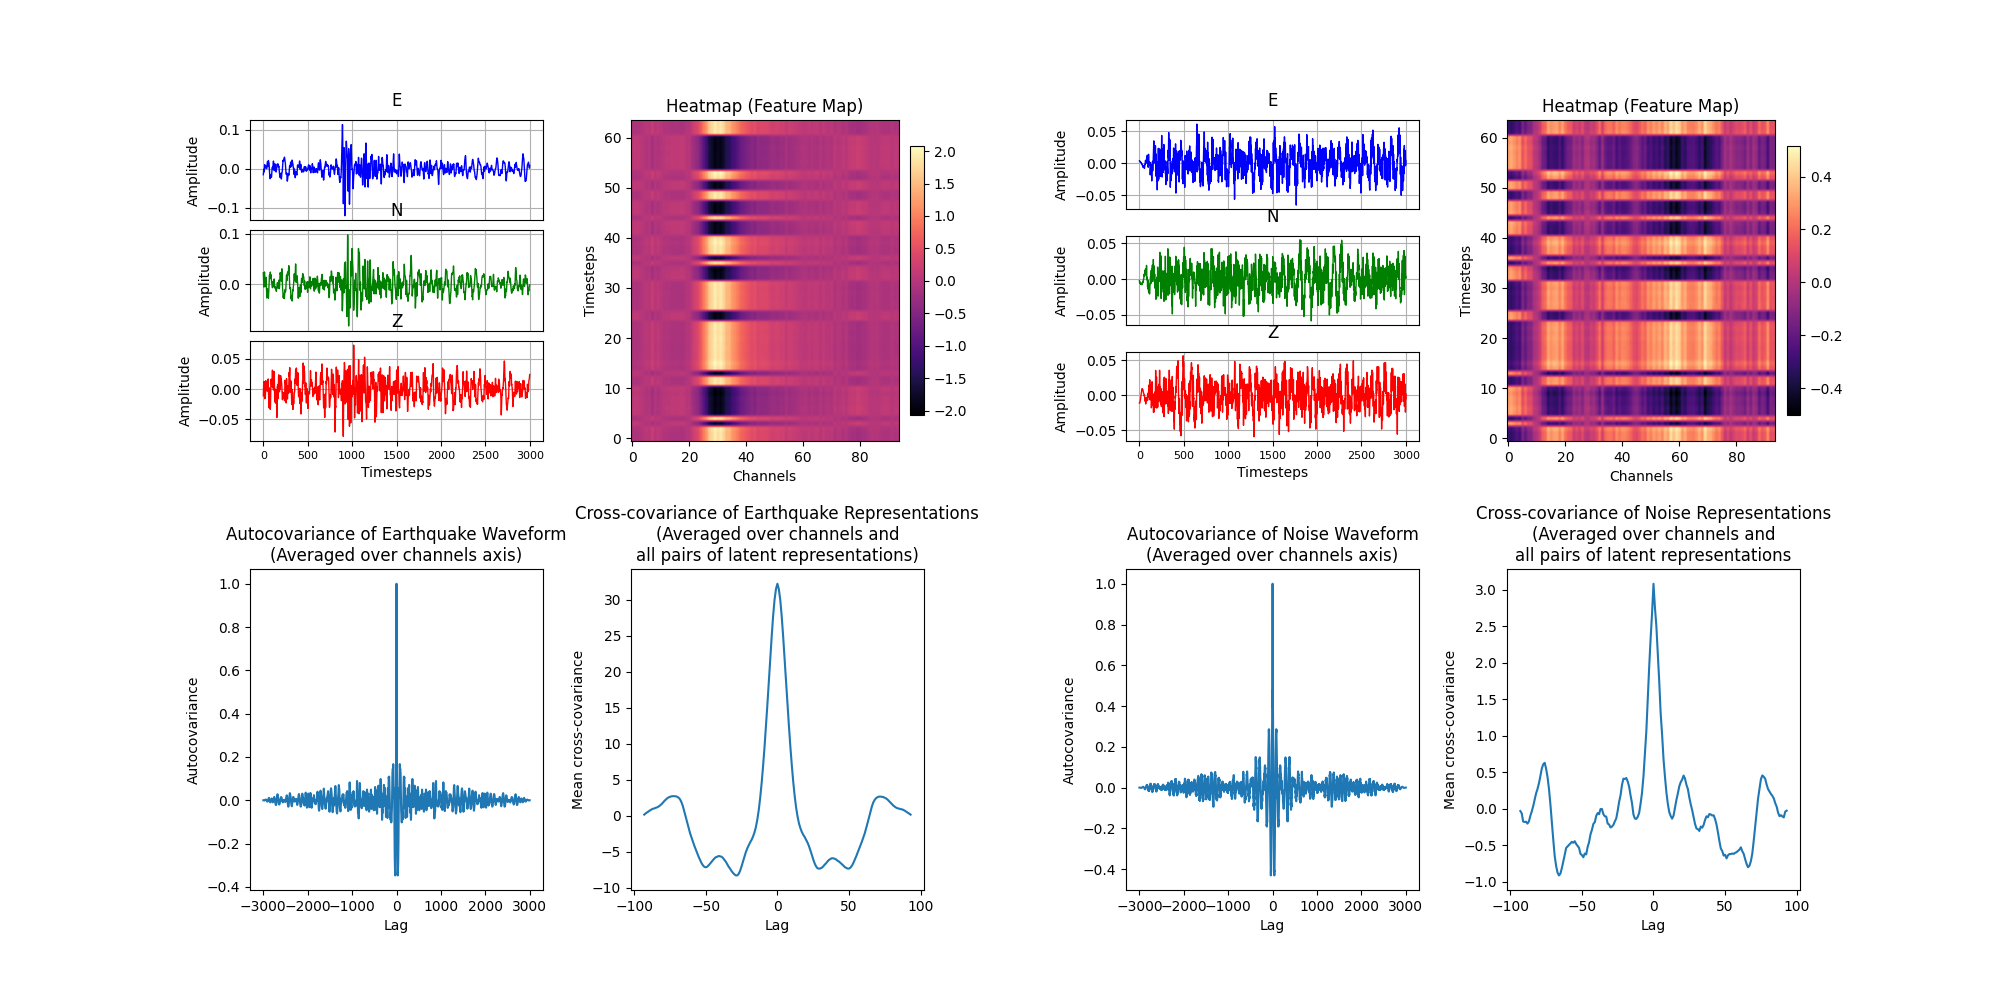 E
Amplitude
0.1
0.0
−0.1
N
Amplitude
0.1
0.0
Z
Amplitude
0.05
0.00
−0.05
0 500 1000 1500 2000 2500 3000
Timesteps
Heatmap (Feature Map)
Timesteps
60
50
40
30
20
10
0
0 20 40 60 80
Channels
2.0
1.5
1.0
0.5
0.0
−0.5
−1.0
−1.5
−2.0
E
Amplitude
0.05
0.00
−0.05
N
Amplitude
0.05
0.00
−0.05
Z
Amplitude
0.05
0.00
−0.05
0 500 1000 1500 2000 2500 3000
Timesteps
Heatmap (Feature Map)
Timesteps
60
50
40
30
20
10
0
0 20 40 60 80
Channels
0.4
0.2
0.0
−0.2
−0.4
Autocovariance of Earthquake Waveform
(Averaged over channels axis)
Autocovariance
1.0
0.8
0.6
0.4
0.2
0.0
−0.2
−0.4
−3000 −2000 −1000 0 1000 2000 3000
Lag
Cross-covariance of Earthquake Representations
(Averaged over channels and
all pairs of latent representations)
Mean cross-covariance
30
25
20
15
10
5
0
−5
−10
−100 −50 0 50 100
Lag
Autocovariance of Noise Waveform
(Averaged over channels axis)
Autocovariance
1.0
0.8
0.6
0.4
0.2
0.0
−0.2
−0.4
−3000 −2000 −1000 0 1000 2000 3000
Lag
Cross-covariance of Noise Representations
(Averaged over channels and
all pairs of latent representations
Mean cross-covariance
3.0
2.5
2.0
1.5
1.0
0.5
0.0
−0.5
−1.0
−100 −50 0 50 100
Lag